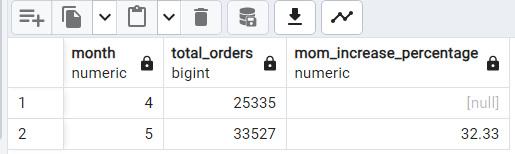 month total_orders mom_increase_percentage
numeric bigint numeric
1 4 25335 [null]
2 5 33527 32.33